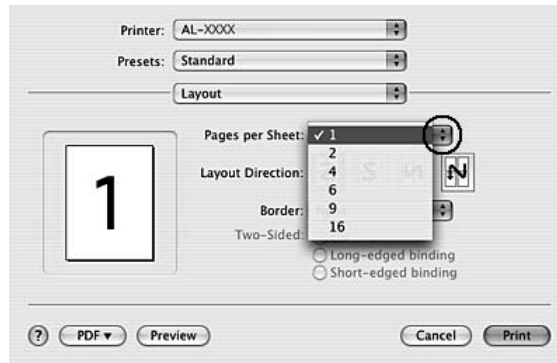 Printer: AL-XXXX
Presets: Standard
Layout
Pages per Sheet: ✓ 1
2
4
Layout Direction:
6
Border: 9
16
Two-Sided:
Long-edged binding
Short-edged binding
1
? PDF▼ Preview Cancel Print